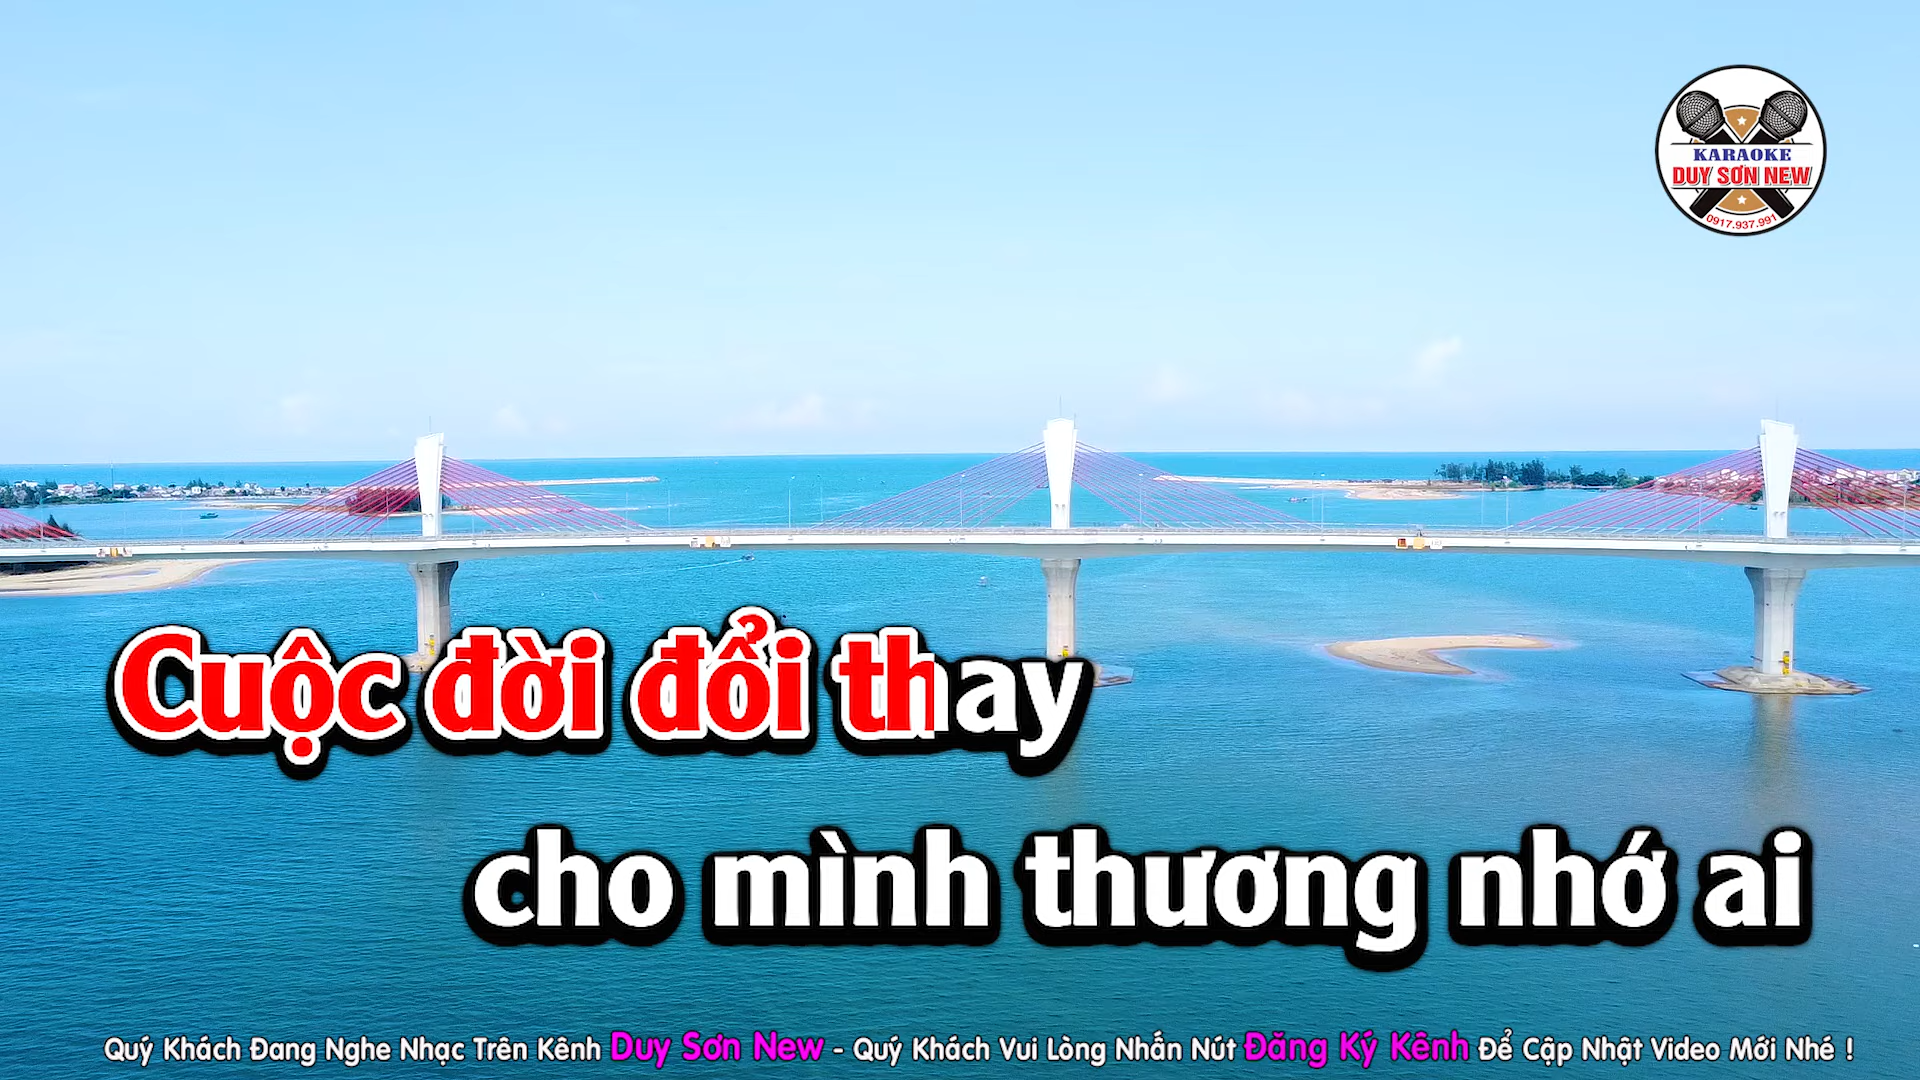 KARAOKE
DUY SƠN NEW
0917.937.991
Cuộc đời đổi thay
cho mình thương nhớ ai
Quý Khách Đang Nghe Nhạc Trên Kênh Duy Sơn New - Quý Khách Vui Lòng Nhấn Nút Đăng Ký Kênh Để Cập Nhật Video Mới Nhé !